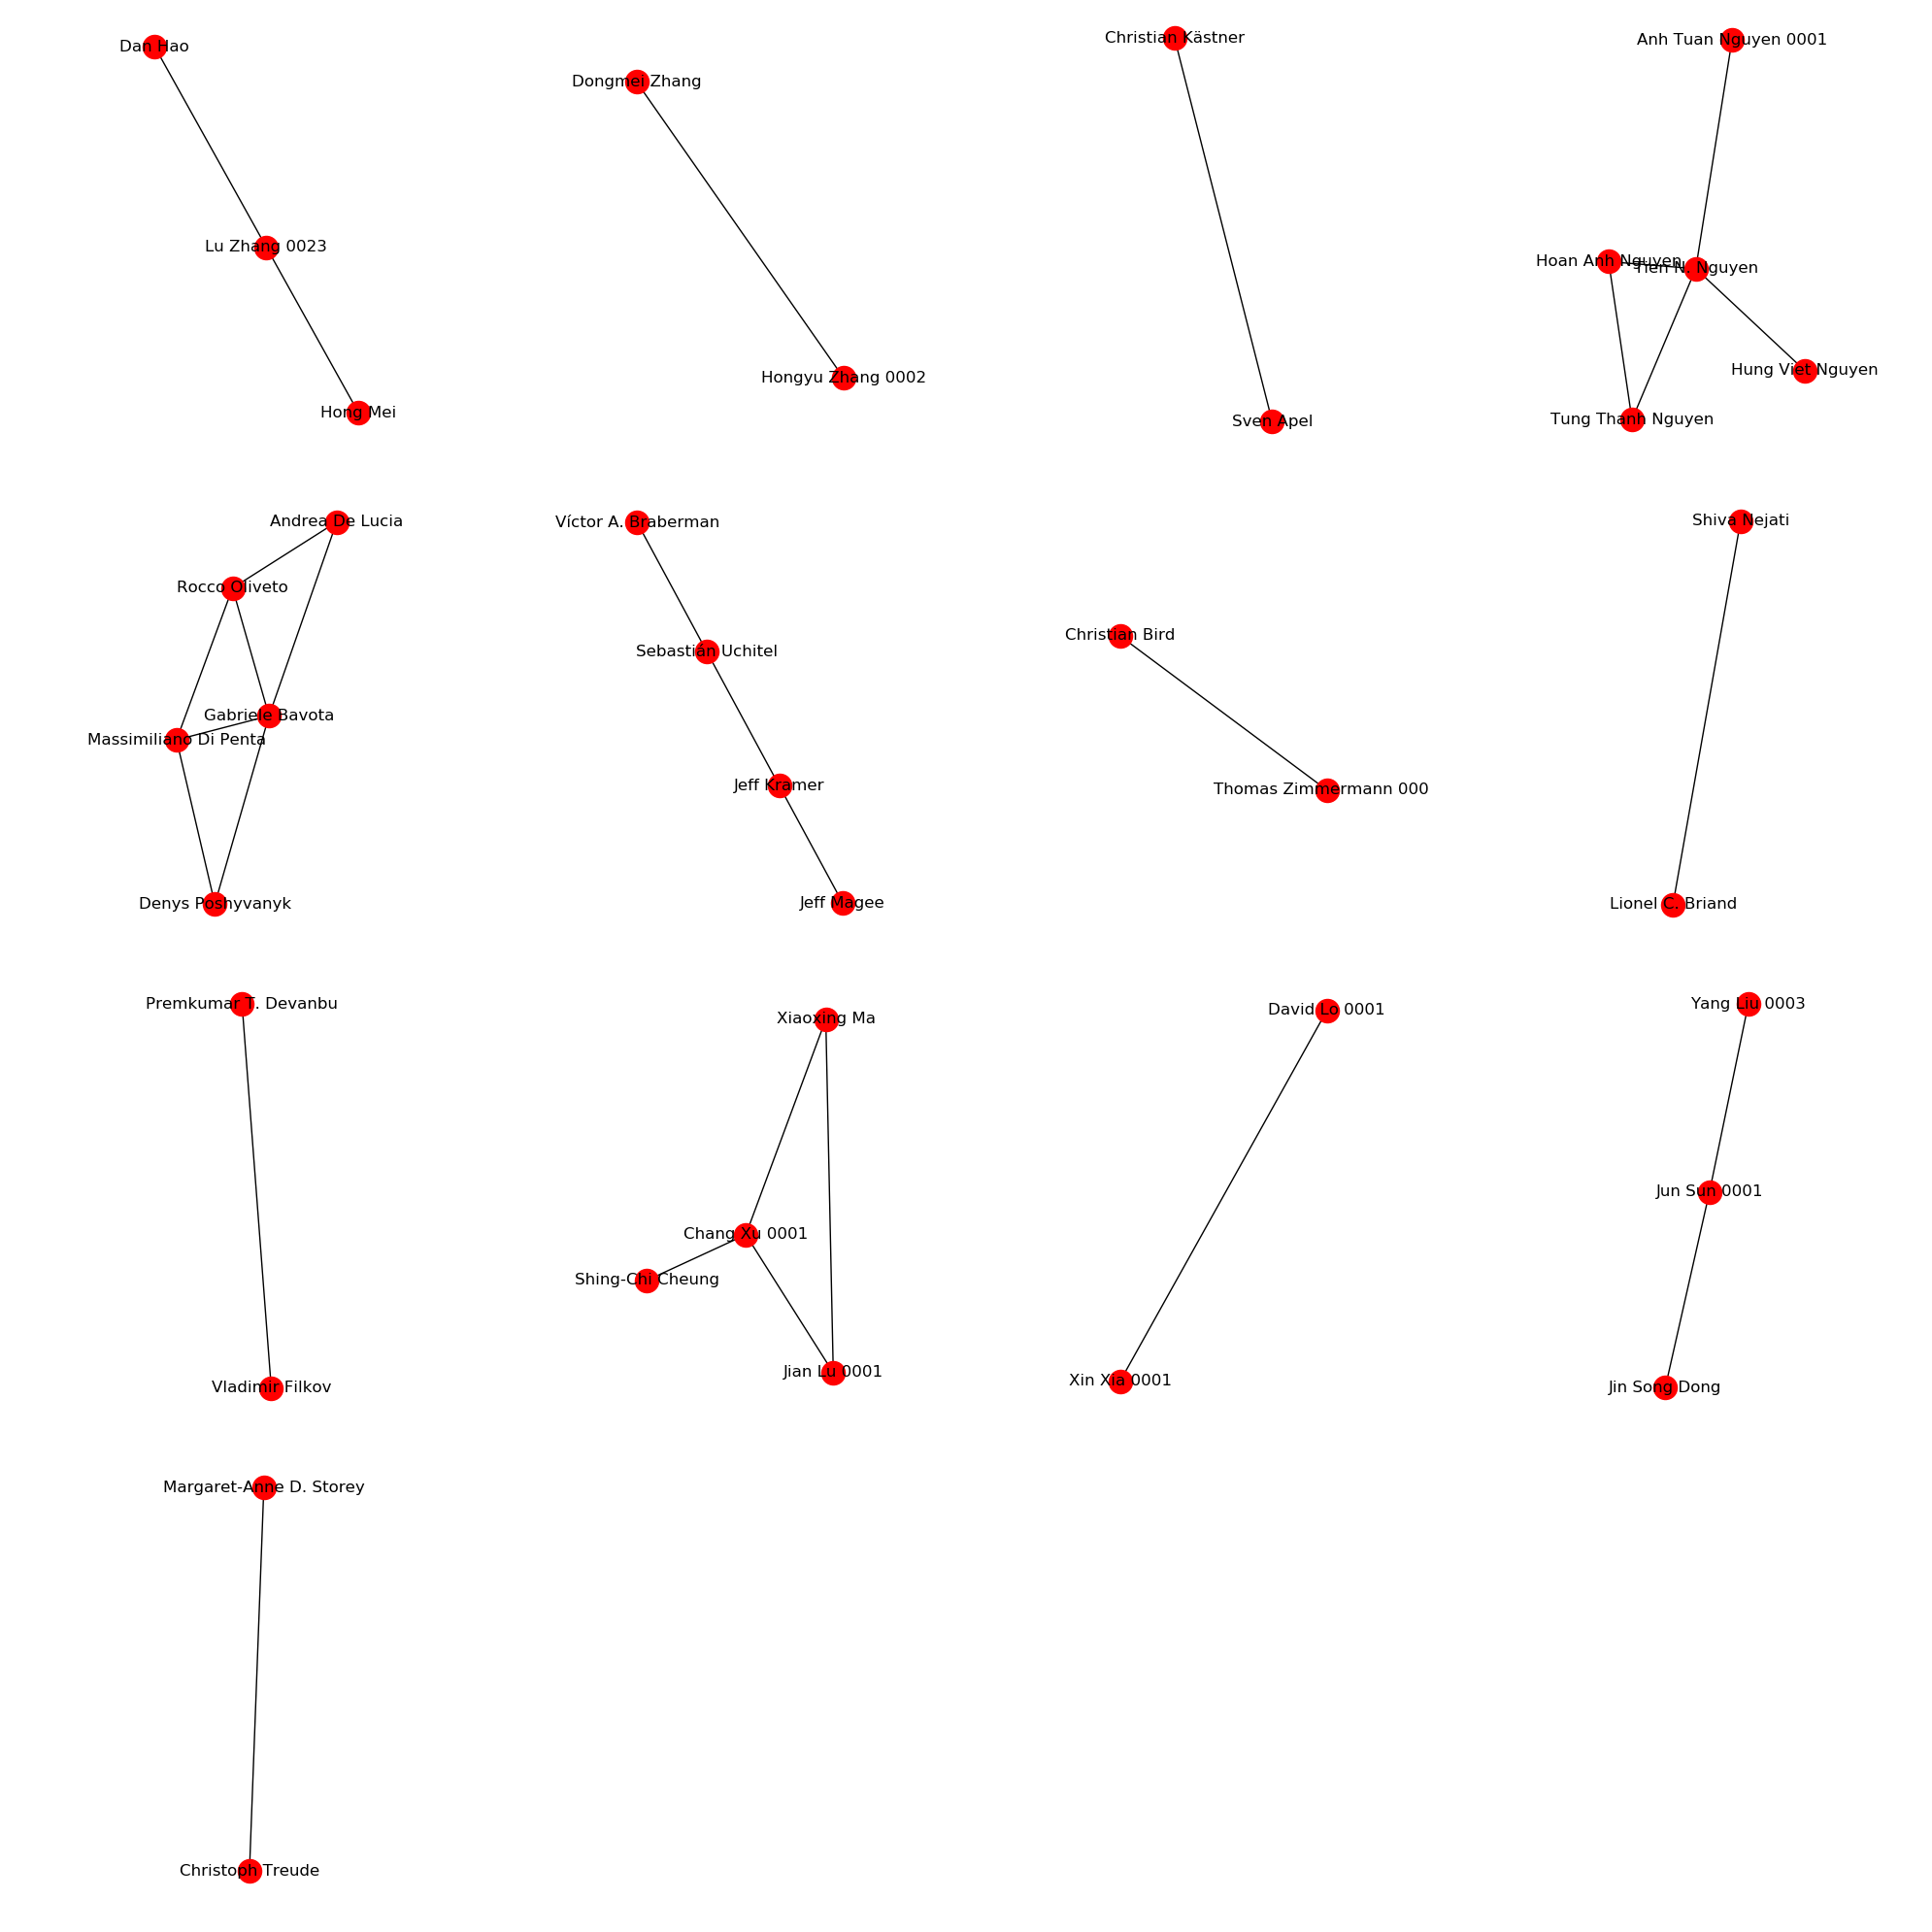 Dan Hao
Lu Zhang 0023
Hong Mei
Dongmei Zhang
Hongyu Zhang 0002
Christian Kästner
Sven Apel
Anh Tuan Nguyen 0001
Hoan Anh Nguyen
Tien N. Nguyen
Hung Viet Nguyen
Tung Thanh Nguyen
Andrea De Lucia
Rocco Oliveto
Gabriele Bavota
Massimiliano Di Penta
Denys Poshyvanyk
Víctor A. Braberman
Sebastián Uchitel
Jeff Kramer
Jeff Magee
Christian Bird
Thomas Zimmermann 000
Shiva Nejati
Lionel C. Briand
Premkumar T. Devanbu
Vladimir Filkov
Xiaoxing Ma
Chang Xu 0001
Shing-Chi Cheung
Jian Lu 0001
David Lo 0001
Xin Xia 0001
Yang Liu 0003
Jun Sun 0001
Jin Song Dong
Margaret-Anne D. Storey
Christoph Treude